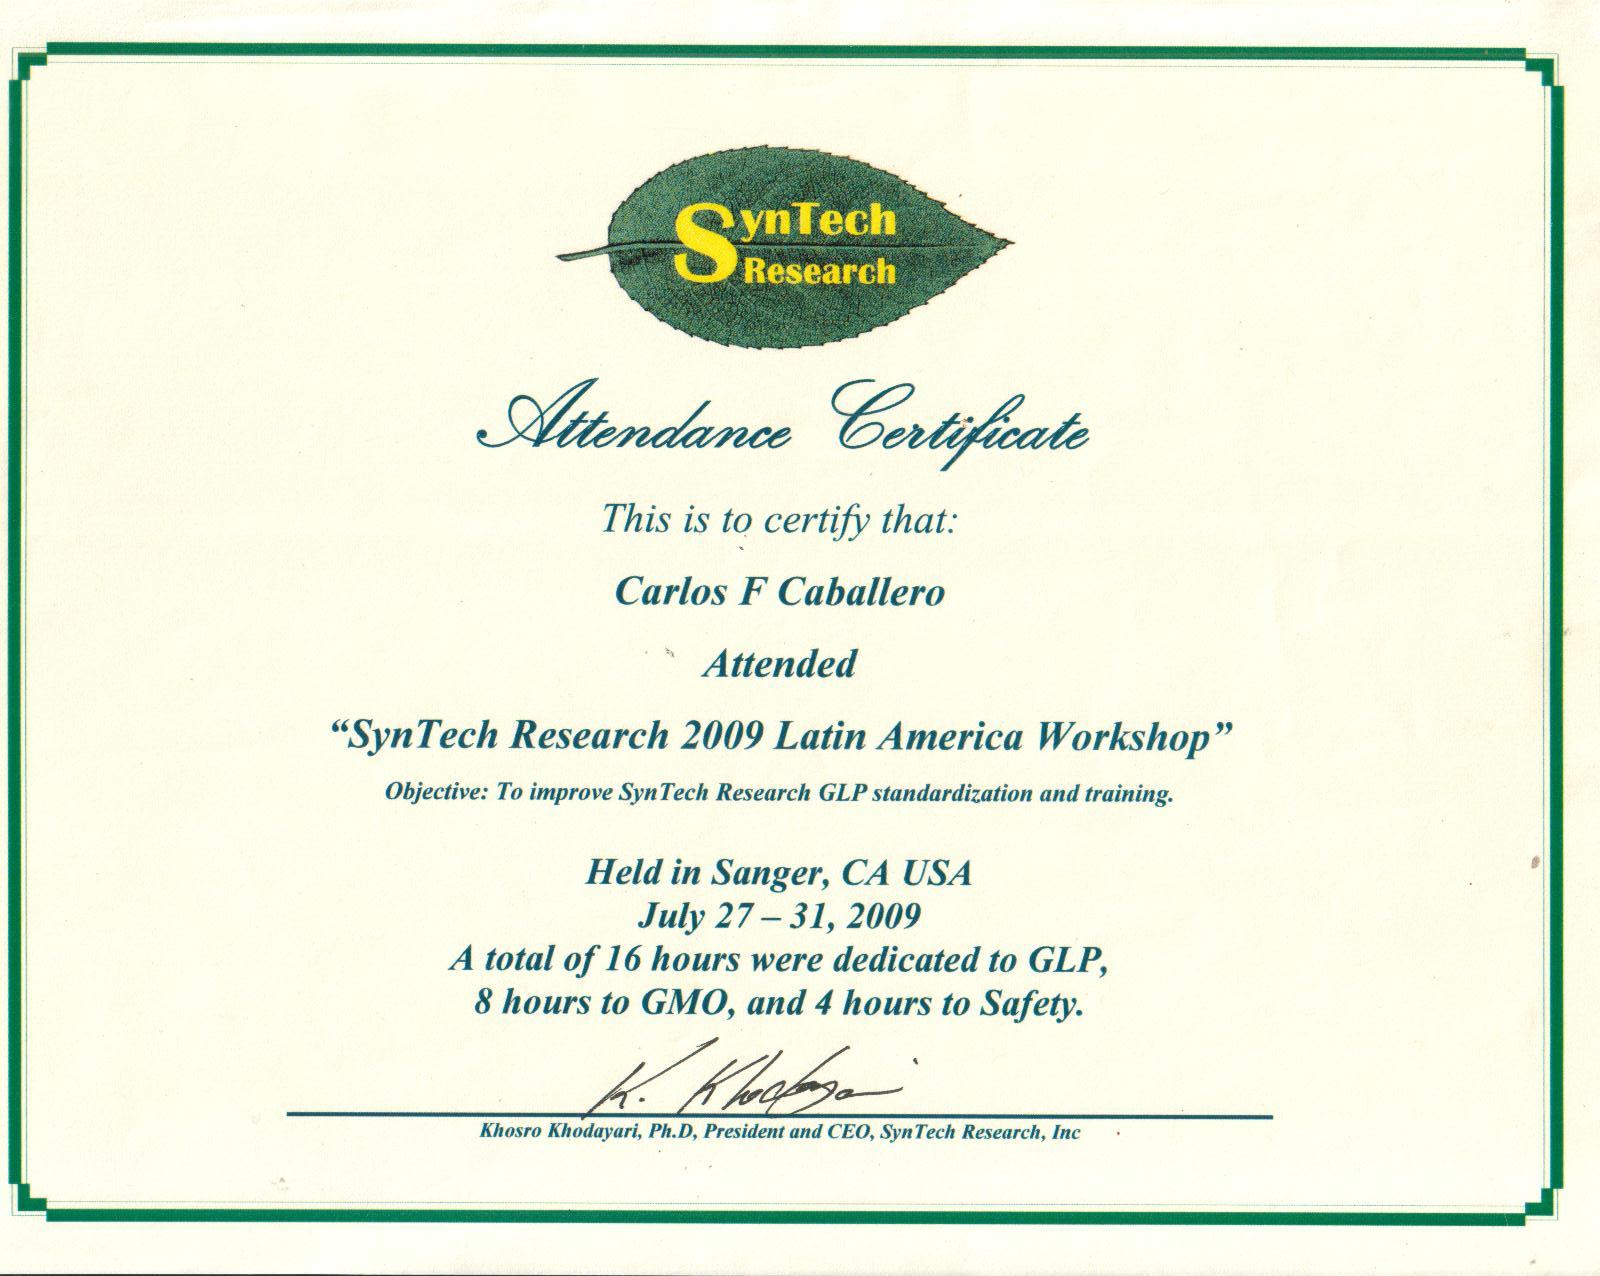 SynTech
Research
Attendance Certificate
This is to certify that:
Carlos F Caballero
Attended
“SynTech Research 2009 Latin America Workshop”
Objective: To improve SynTech Research GLP standardization and training.
Held in Sanger, CA USA
July 27 – 31, 2009
A total of 16 hours were dedicated to GLP,
8 hours to GMO, and 4 hours to Safety.
K. Khodayari
Khosro Khodayari, Ph.D, President and CEO, SynTech Research, Inc